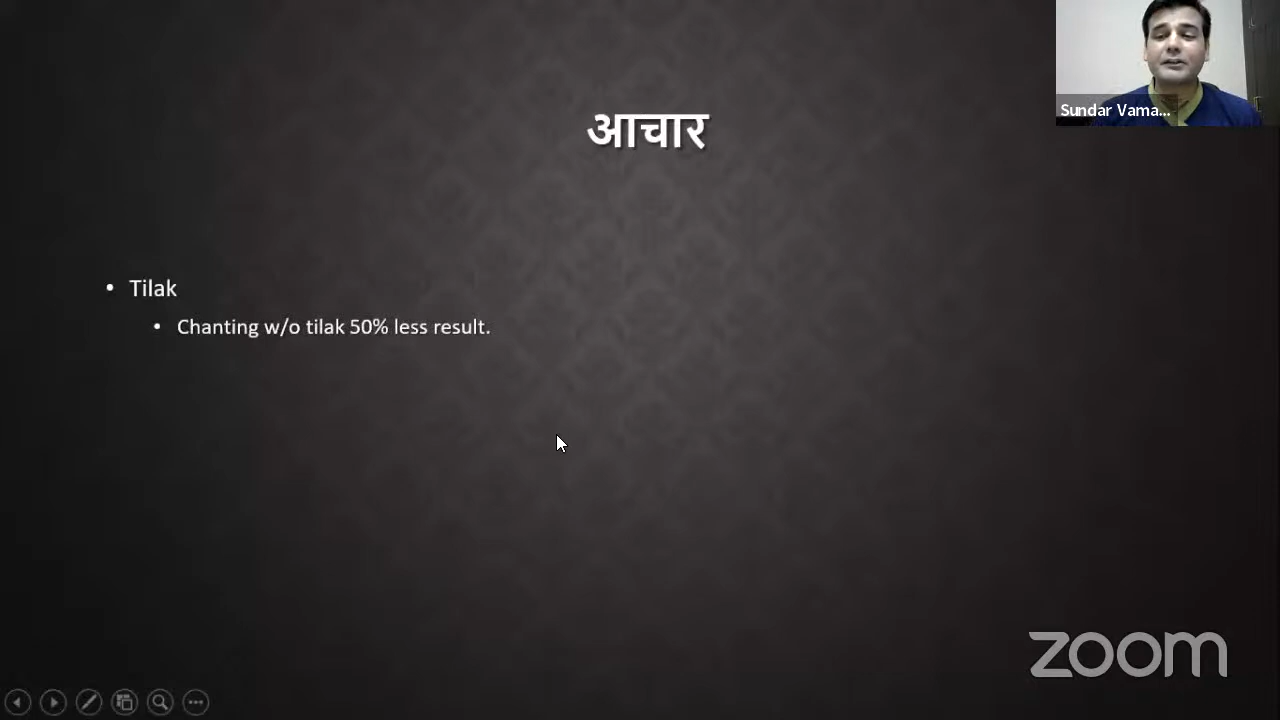 Sundar Vama...
आचार
• Tilak
• Chanting w/o tilak 50% less result.
zoom